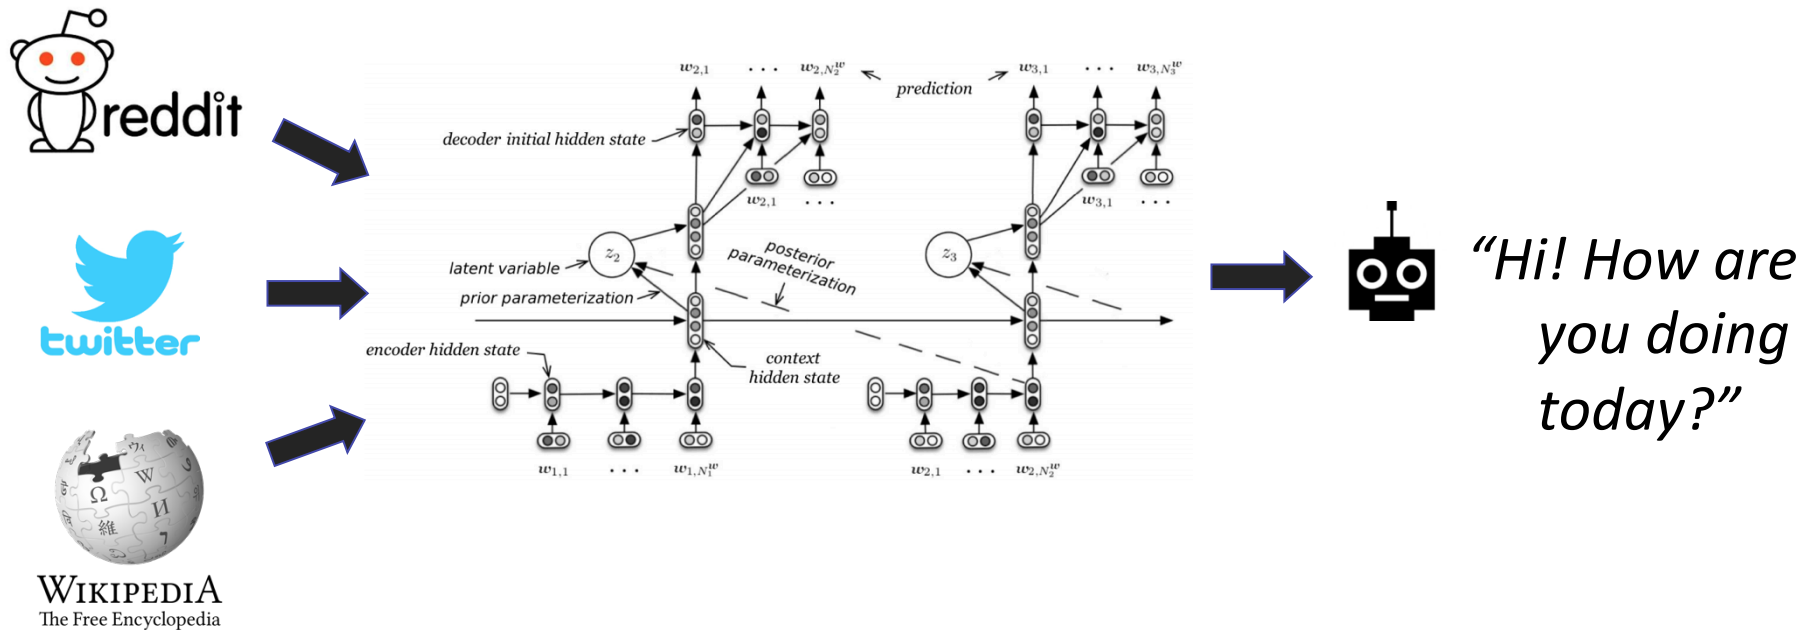 reddit
twitter
WIKIPEDIA
The Free Encyclopedia
w2,1 ... w2,N2w
prediction
w3,1 ... w3,N3w
decoder initial hidden state
w2,1 ...
w3,1 ...
z2
z3
posterior
parameterization
latent variable
prior parameterization
encoder hidden state
context
hidden state
w1,1 ... w1,N1w
w2,1 ... w2,N2w
“Hi! How are
you doing
today?”